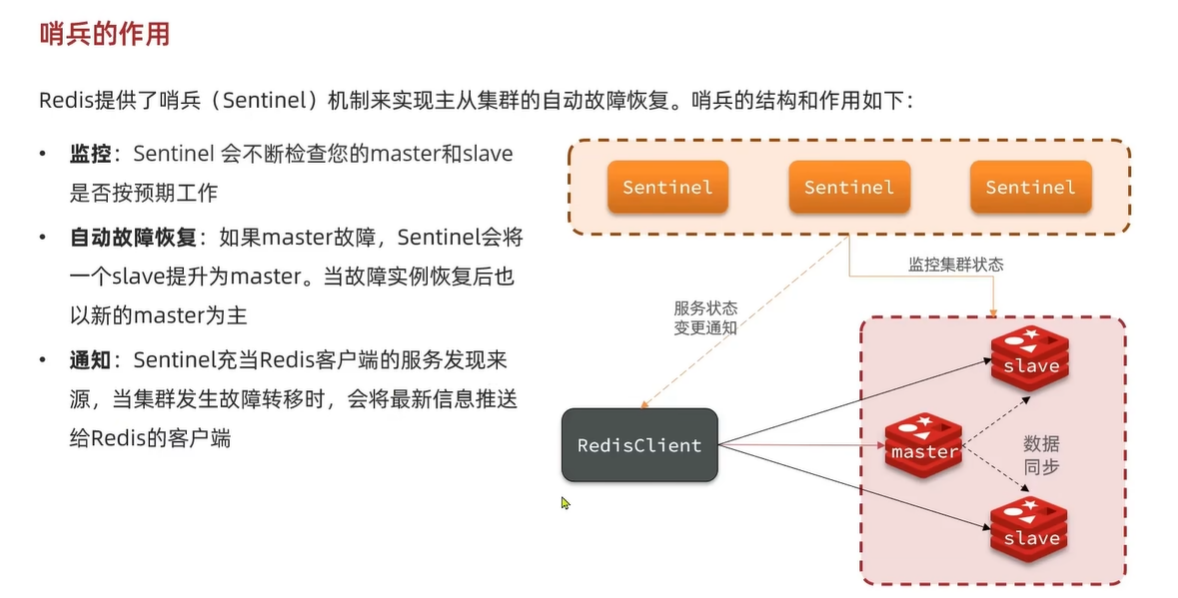 哨兵的作用
Redis提供了哨兵（Sentinel）机制来实现主从集群的自动故障恢复。哨兵的结构和作用如下：
• 监控：Sentinel 会不断检查您的master和slave
是否按预期工作
• 自动故障恢复：如果master故障，Sentinel会将
一个slave提升为master。当故障实例恢复后也
以新的master为主
• 通知：Sentinel充当Redis客户端的服务发现来
源，当集群发生故障转移时，会将最新信息推送
给Redis的客户端
Sentinel
Sentinel
Sentinel
监控集群状态
服务状态
变更通知
RedisClient
slave
master
数据
同步
slave